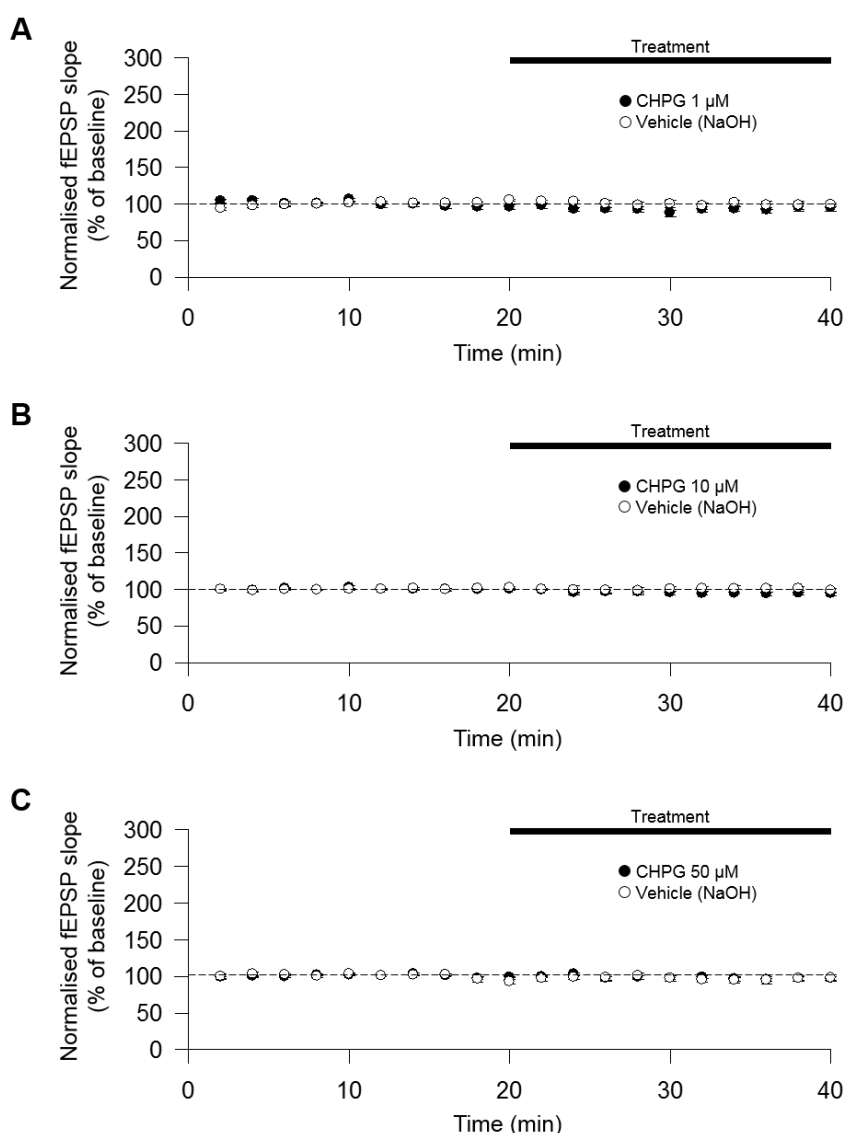 A
Treatment
Normalised fEPSP slope
(% of baseline)
300
250
200
150
100
50
0
CHPG 1 µM
Vehicle (NaOH)
0 10 20 30 40
Time (min)
B
Treatment
Normalised fEPSP slope
(% of baseline)
300
250
200
150
100
50
0
CHPG 10 µM
Vehicle (NaOH)
0 10 20 30 40
Time (min)
C
Treatment
Normalised fEPSP slope
(% of baseline)
300
250
200
150
100
50
0
CHPG 50 µM
Vehicle (NaOH)
0 10 20 30 40
Time (min)